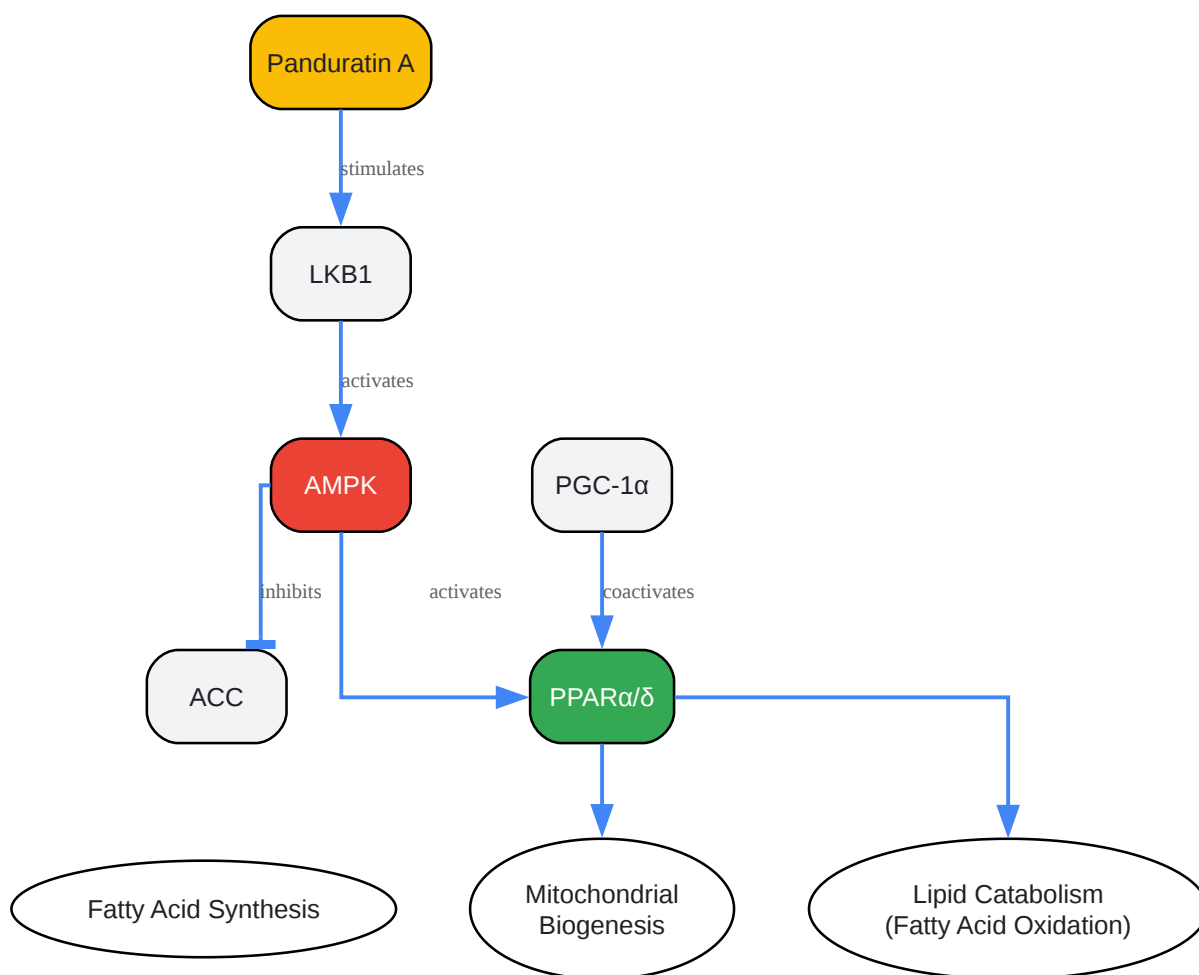 Panduratin A
stimulates
LKB1
activates
AMPK
PGC-1α
inhibits
activates
coactivates
ACC
PPARα/δ
Fatty Acid Synthesis
Mitochondrial
Biogenesis
Lipid Catabolism
(Fatty Acid Oxidation)